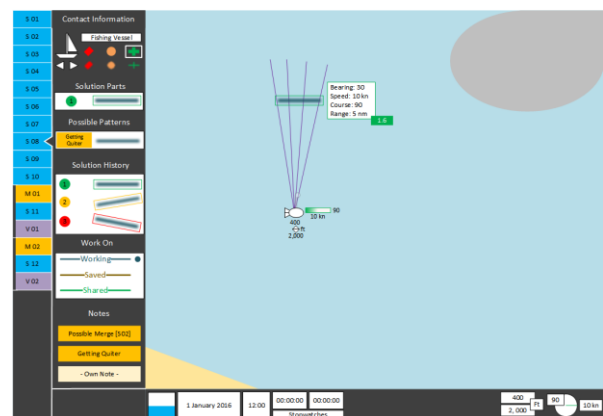 S 01
S 02
S 03
S 04
S 05
S 06
S 07
S 08
S 09
S 10
M 01
S 11
V 01
M 02
S 12
V 02
Contact Information
Fishing Vessel
Solution Parts
1
Possible Patterns
Getting
Quiter
Solution History
1
2
3
Work On
Working
Saved
Shared
Notes
Possible Merge [S02]
Getting Quiter
- Own Note -
Bearing: 30
Speed: 10 kn
Course: 90
Range: 5 nm
1.6
90
10 kn
400
ft
2,000
1 January 2016
12:00
00:00:00
00:00:00
Stopwatches
400
2, 000
Ft
90
10 kn